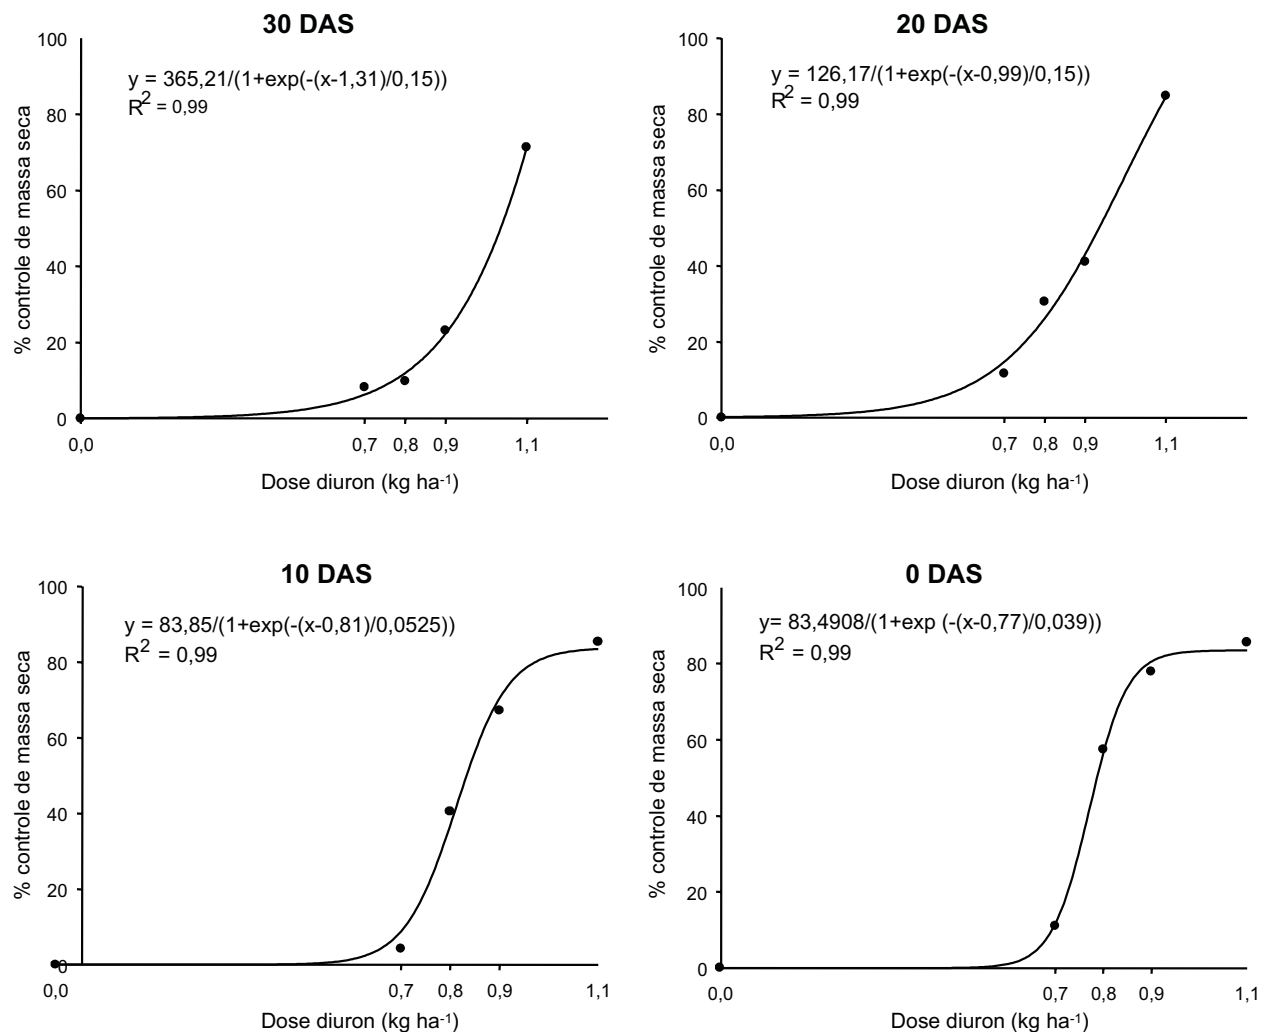 30 DAS
y = 365,21/(1+exp(-(x-1,31)/0,15))
R2 = 0,99
% controle de massa seca
100
80
60
40
20
0
0,0 0,7 0,8 0,9 1,1
Dose diuron (kg ha-1)
20 DAS
y = 126,17/(1+exp(-(x-0,99)/0,15))
R2 = 0,99
% controle de massa seca
100
80
60
40
20
0
0,0 0,7 0,8 0,9 1,1
Dose diuron (kg ha-1)
10 DAS
y = 83,85/(1+exp(-(x-0,81)/0,0525))
R2 = 0,99
% controle de massa seca
100
80
60
40
20
0
0,0 0,7 0,8 0,9 1,1
Dose diuron (kg ha-1)
0 DAS
y= 83,4908/(1+exp (-(x-0,77)/0,039))
R2 = 0,99
% controle de massa seca
100
80
60
40
20
0
0,0 0,7 0,8 0,9 1,1
Dose diuron (kg ha-1)